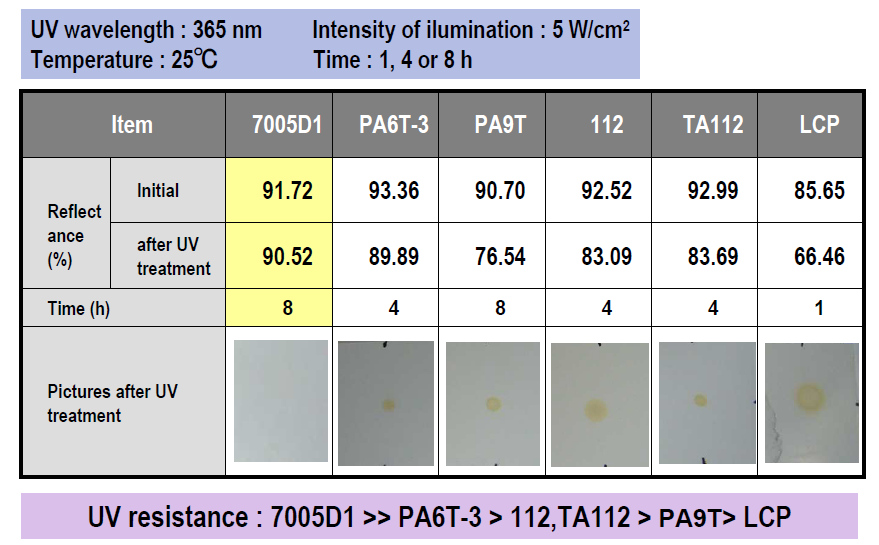 UV wavelength : 365 nm Intensity of ilumination : 5 W/cm²
Temperature : 25℃ Time : 1, 4 or 8 h
Item 7005D1 PA6T-3 PA9T 112 TA112 LCP
Reflect
ance
(%)
Initial 91.72 93.36 90.70 92.52 92.99 85.65
after UV
treatment 90.52 89.89 76.54 83.09 83.69 66.46
Time (h) 8 4 8 4 4 1
Pictures after UV
treatment
UV resistance : 7005D1 >> PA6T-3 > 112,TA112 > PA9T> LCP